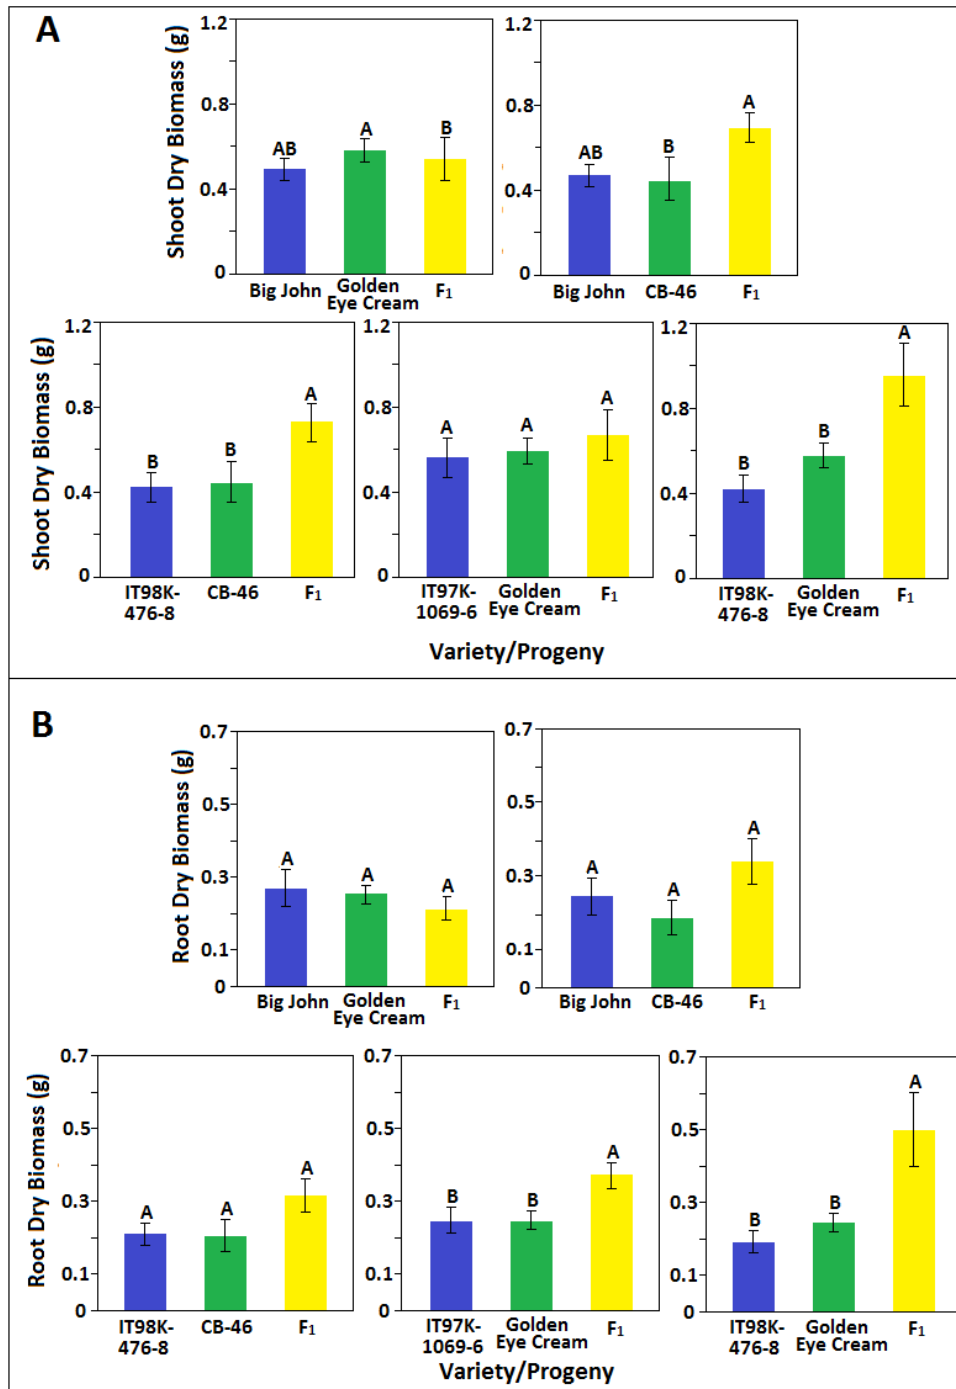 A
Shoot Dry Biomass (g)
1.2
0.8
0.4
0
AB
A
B
Big John
Golden
Eye Cream
F1
1.2
0.8
0.4
0
AB
B
A
Big John
CB-46
F1
Shoot Dry Biomass (g)
1.2
0.8
0.4
0
B
B
A
IT98K-
476-8
CB-46
F1
1.2
0.8
0.4
0
A
A
A
IT97K-
1069-6
Golden
Eye Cream
F1
1.2
0.8
0.4
0
B
B
A
IT98K-
476-8
Golden
Eye Cream
F1
Variety/Progeny
B
Root Dry Biomass (g)
0.7
0.5
0.3
0.1
0
A
A
A
Big John
Golden
Eye Cream
F1
0.7
0.5
0.3
0.1
0
A
A
A
Big John
CB-46
F1
Root Dry Biomass (g)
0.7
0.5
0.3
0.1
0
A
A
A
IT98K-
476-8
CB-46
F1
0.7
0.5
0.3
0.1
0
B
B
A
IT97K-
1069-6
Golden
Eye Cream
F1
0.7
0.5
0.3
0.1
0
B
B
A
IT98K-
476-8
Golden
Eye Cream
F1
Variety/Progeny